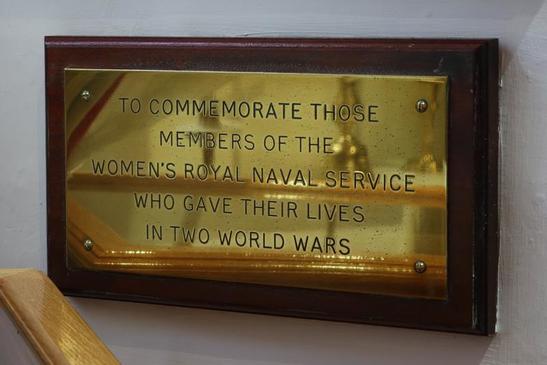 TO COMMEMORATE THOSE
MEMBERS OF THE
WOMEN'S ROYAL NAVAL SERVICE
WHO GAVE THEIR LIVES
IN TWO WORLD WARS